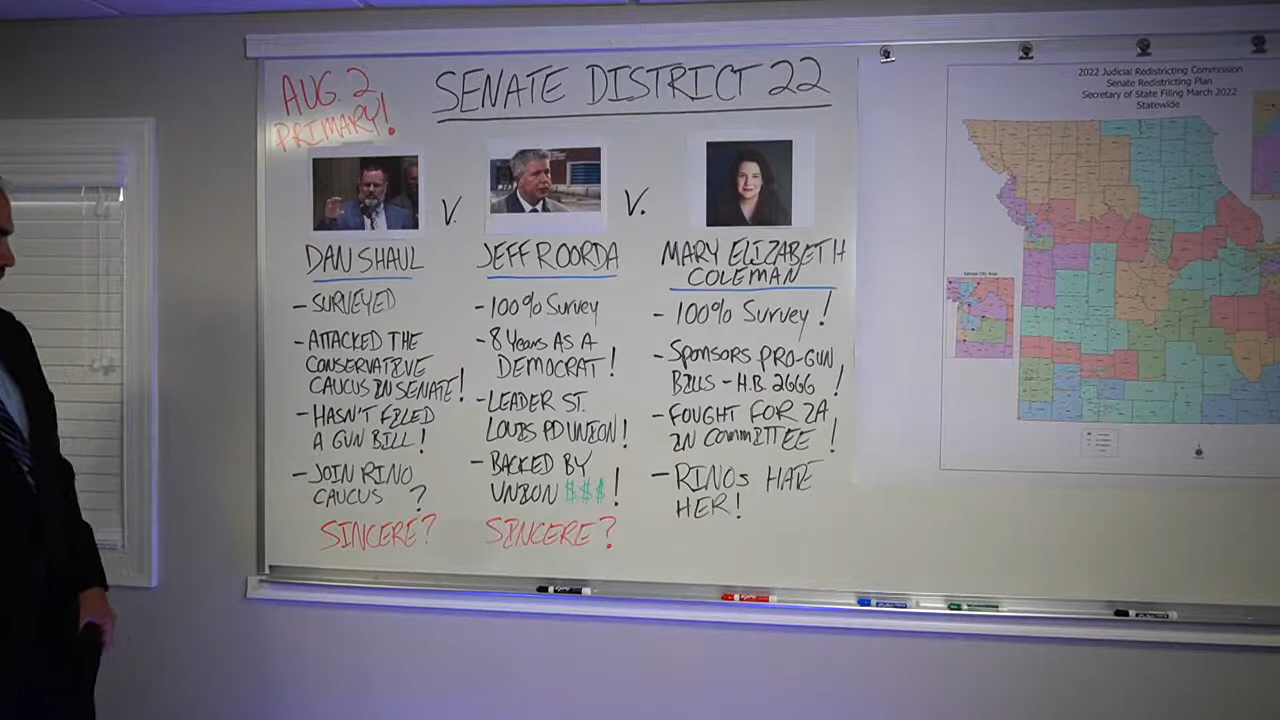 AUG. 2
PRIMARY!
SENATE DISTRICT 22
V.
V.
DAN SHAUL
- SURVEYED
- ATTACKED THE
CONSERVATIVE
CAUCUS IN SENATE!
- HASN'T FILED
A GUN BILL!
- JOIN RINO
CAUCUS ?
SINCERE?
JEFF ROORDA
- 100% SURVEY
- 8 YEARS AS A
DEMOCRAT!
- LEADER ST.
LOUIS PD UNION!
- BACKED BY
UNION $$$!
SINCERE?
MARY ELIZABETH
COLEMAN
- 100% SURVEY!
- SPONSORS PRO-GUN
BILLS - H.B. 2666!
- FOUGHT FOR 2A
IN COMMITTEE!
- RINOs HATE
HER!
2022 Judicial Redistricting Commission
Senate Redistricting Plan
Secretary of State Filing March 2022
Statewide